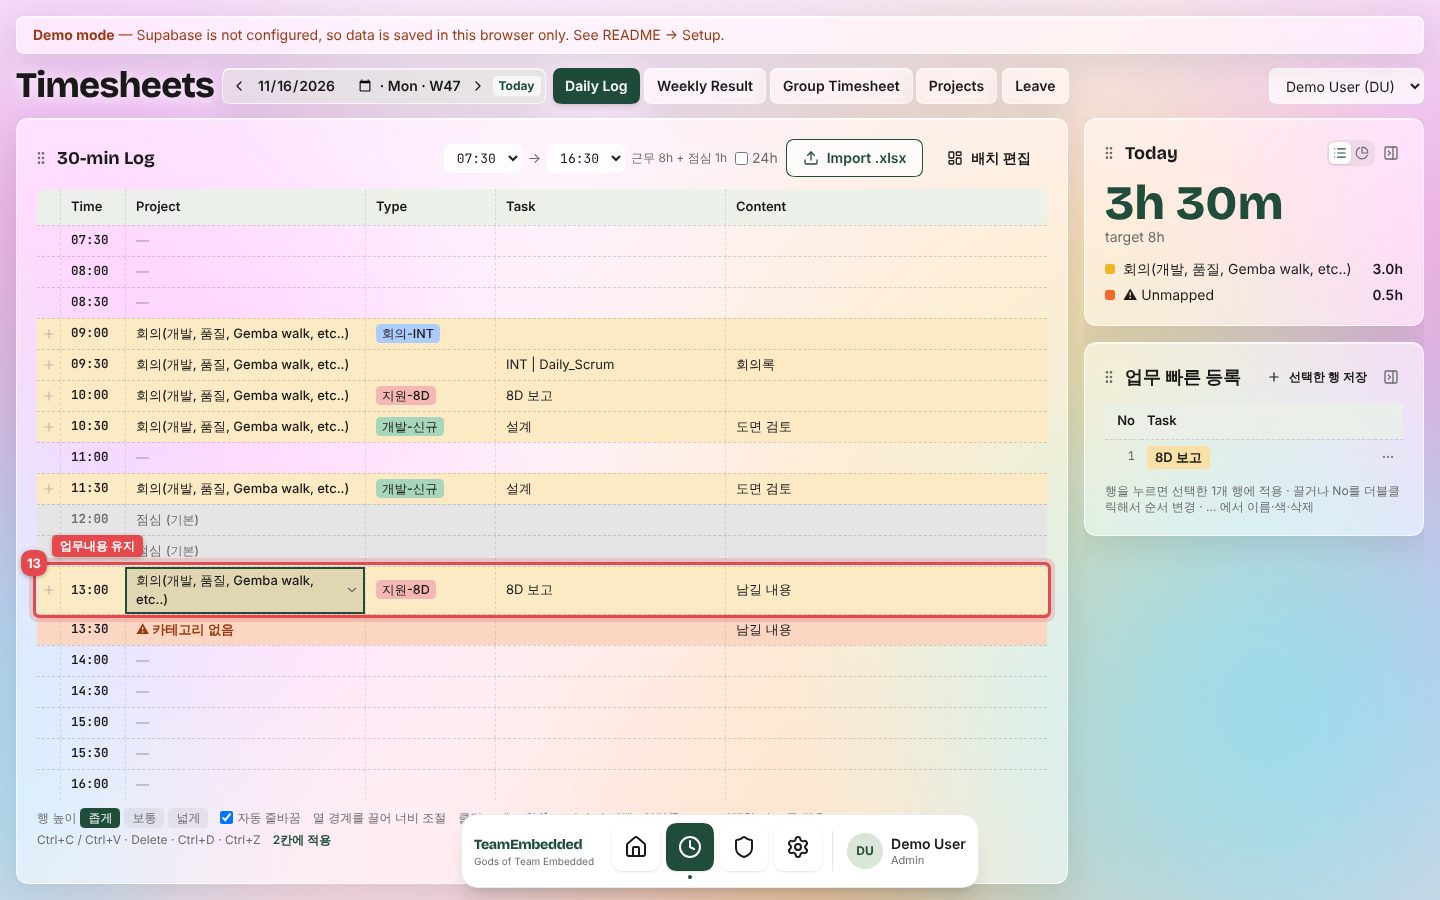 Demo mode — Supabase is not configured, so data is saved in this browser only. See README → Setup.
Timesheets
11/16/2026 · Mon · W47 Today
Daily Log
Weekly Result
Group Timesheet
Projects
Leave
Demo User (DU)
30-min Log
07:30 → 16:30 근무 8h + 점심 1h 24h
Import .xlsx
배치 편집
Time Project Type Task Content
07:30 —
08:00 —
08:30 —
+ 09:00 회의(개발, 품질, Gemba walk, etc..) 회의-INT
+ 09:30 회의(개발, 품질, Gemba walk, etc..) INT | Daily_Scrum 회의록
+ 10:00 회의(개발, 품질, Gemba walk, etc..) 지원-8D 8D 보고
+ 10:30 회의(개발, 품질, Gemba walk, etc..) 개발-신규 설계 도면 검토
11:00 —
+ 11:30 회의(개발, 품질, Gemba walk, etc..) 개발-신규 설계 도면 검토
12:00 점심 (기본)
업무내용 유지
점심 (기본)
13
+ 13:00 회의(개발, 품질, Gemba walk, etc..) 지원-8D 8D 보고 남길 내용
13:30 ⚠ 카테고리 없음 남길 내용
14:00 —
14:30 —
15:00 —
15:30 —
16:00 —
행 높이 좁게 보통 넓게 자동 줄바꿈 열 경계를 끌어 너비 조절
Ctrl+C / Ctrl+V · Delete · Ctrl+D · Ctrl+Z 2칸에 적용
Today
3h 30m
target 8h
회의(개발, 품질, Gemba walk, etc..) 3.0h
⚠ Unmapped 0.5h
업무 빠른 등록
+ 선택한 행 저장
No Task
1 8D 보고 ···
행을 누르면 선택한 1개 행에 적용 · 끌거나 No를 더블클
릭해서 순서 변경 · … 에서 이름·색·삭제
TeamEmbedded
Gods of Team Embedded
DU
Demo User
Admin